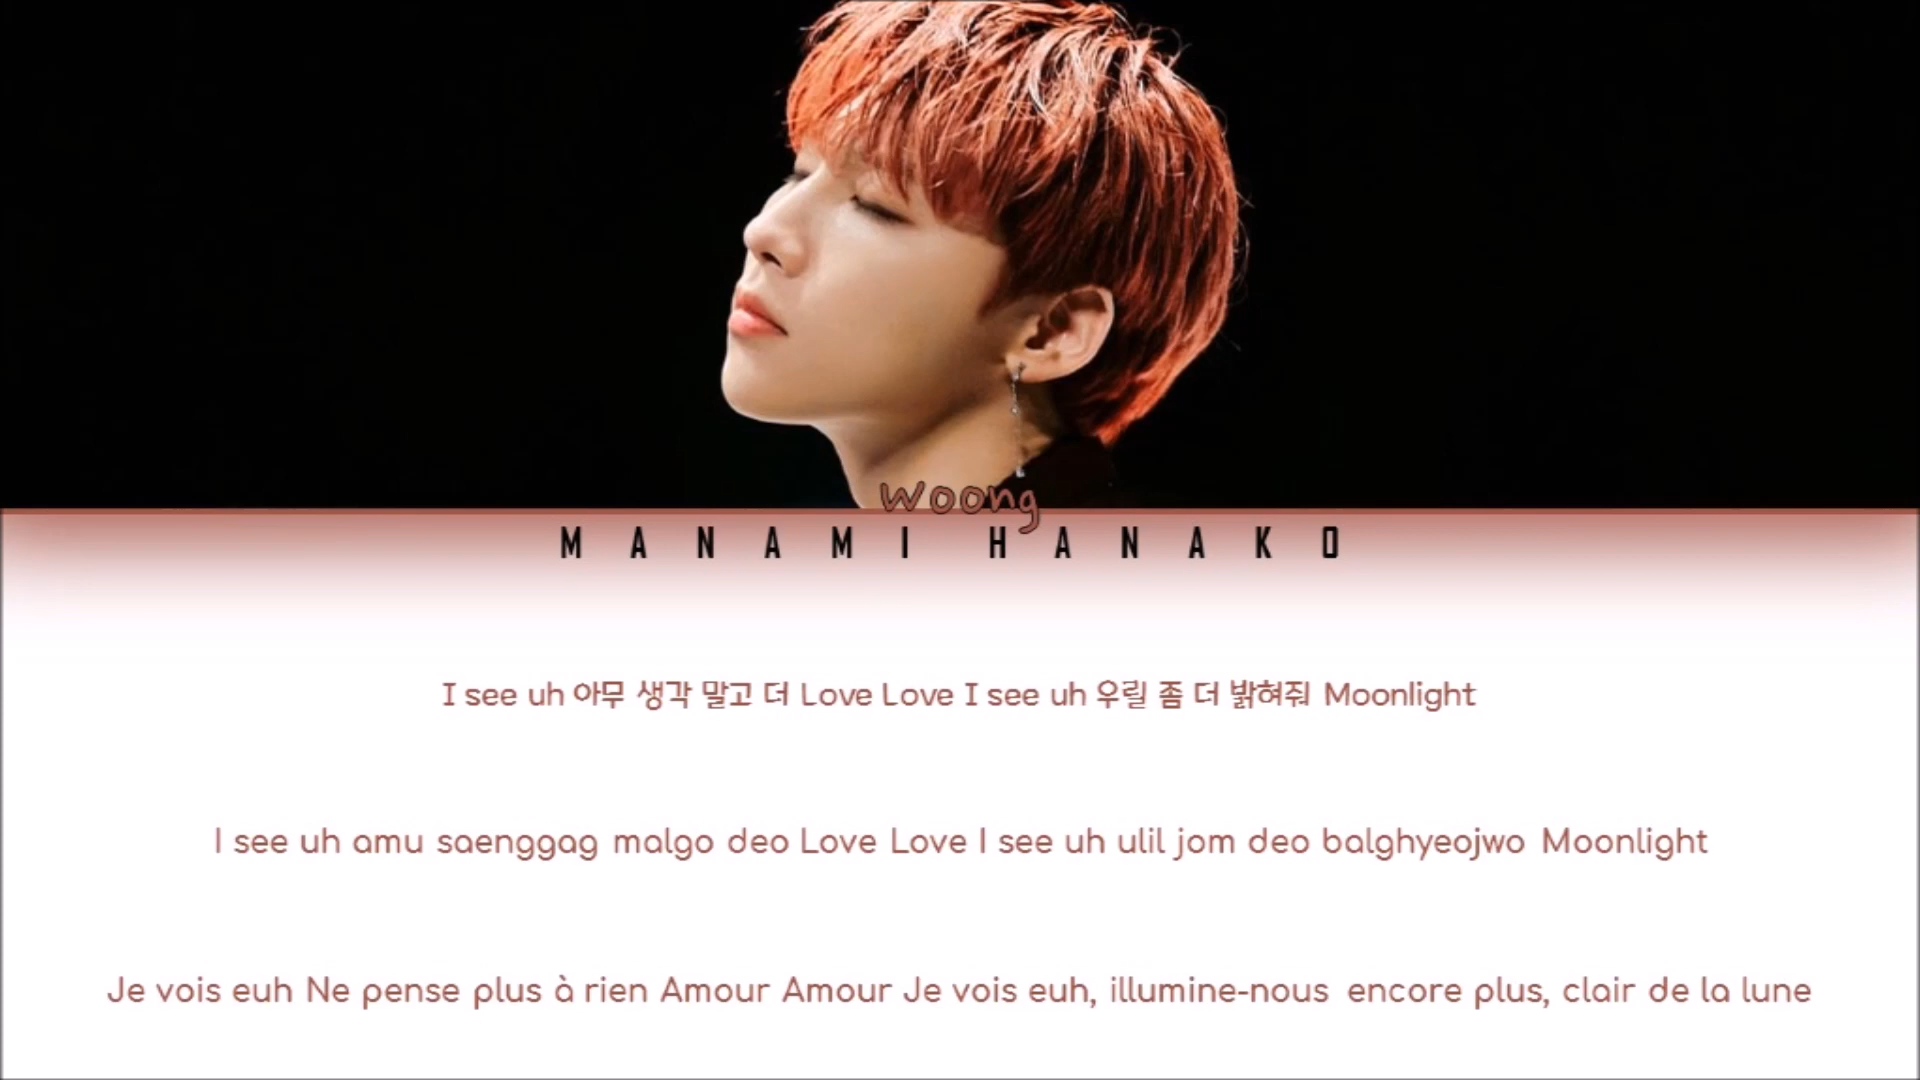 Woong
MANAMI HANAKO
I see uh 아무 생각 말고 더 Love Love I see uh 우릴 좀 더 밝혀줘 Moonlight
I see uh amu saenggag malgo deo Love Love I see uh ulil jom deo balghyeojwo Moonlight
Je vois euh Ne pense plus à rien Amour Amour Je vois euh, illumine-nous encore plus, clair de la lune